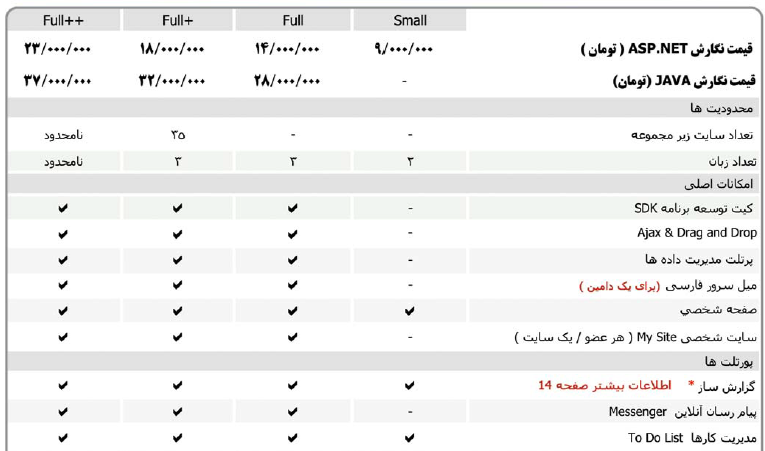 Small Full Full+ Full++
قیمت نگارش ASP.NET ( تومان ) ۹/۰۰۰/۰۰۰ ۱۴/۰۰۰/۰۰۰ ۱۸/۰۰۰/۰۰۰ ۲۳/۰۰۰/۰۰۰
قیمت نگارش JAVA (تومان) - ۲۸/۰۰۰/۰۰۰ ۳۲/۰۰۰/۰۰۰ ۳۷/۰۰۰/۰۰۰
محدودیت ها
تعداد سایت زیر مجموعه - - ۳۵ نامحدود
تعداد زبان ۲ ۳ ۳ نامحدود
امکانات اصلی
کیت توسعه برنامه SDK - ✔ ✔ ✔
Ajax & Drag and Drop - ✔ ✔ ✔
پرتلت مدیریت داده ها - ✔ ✔ ✔
میل سرور فارسی (برای یک دامین ) - ✔ ✔ ✔
صفحه شخصی ✔ ✔ ✔ ✔
سایت شخصی My Site ( هر عضو / یک سایت ) - ✔ ✔ ✔
پورتلت ها
گزارش ساز * اطلاعات بیشتر صفحه 14 ✔ ✔ ✔ ✔
پیام رسان آنلاین Messenger - ✔ ✔ ✔
مدیریت کارها To Do List ✔ ✔ ✔ ✔